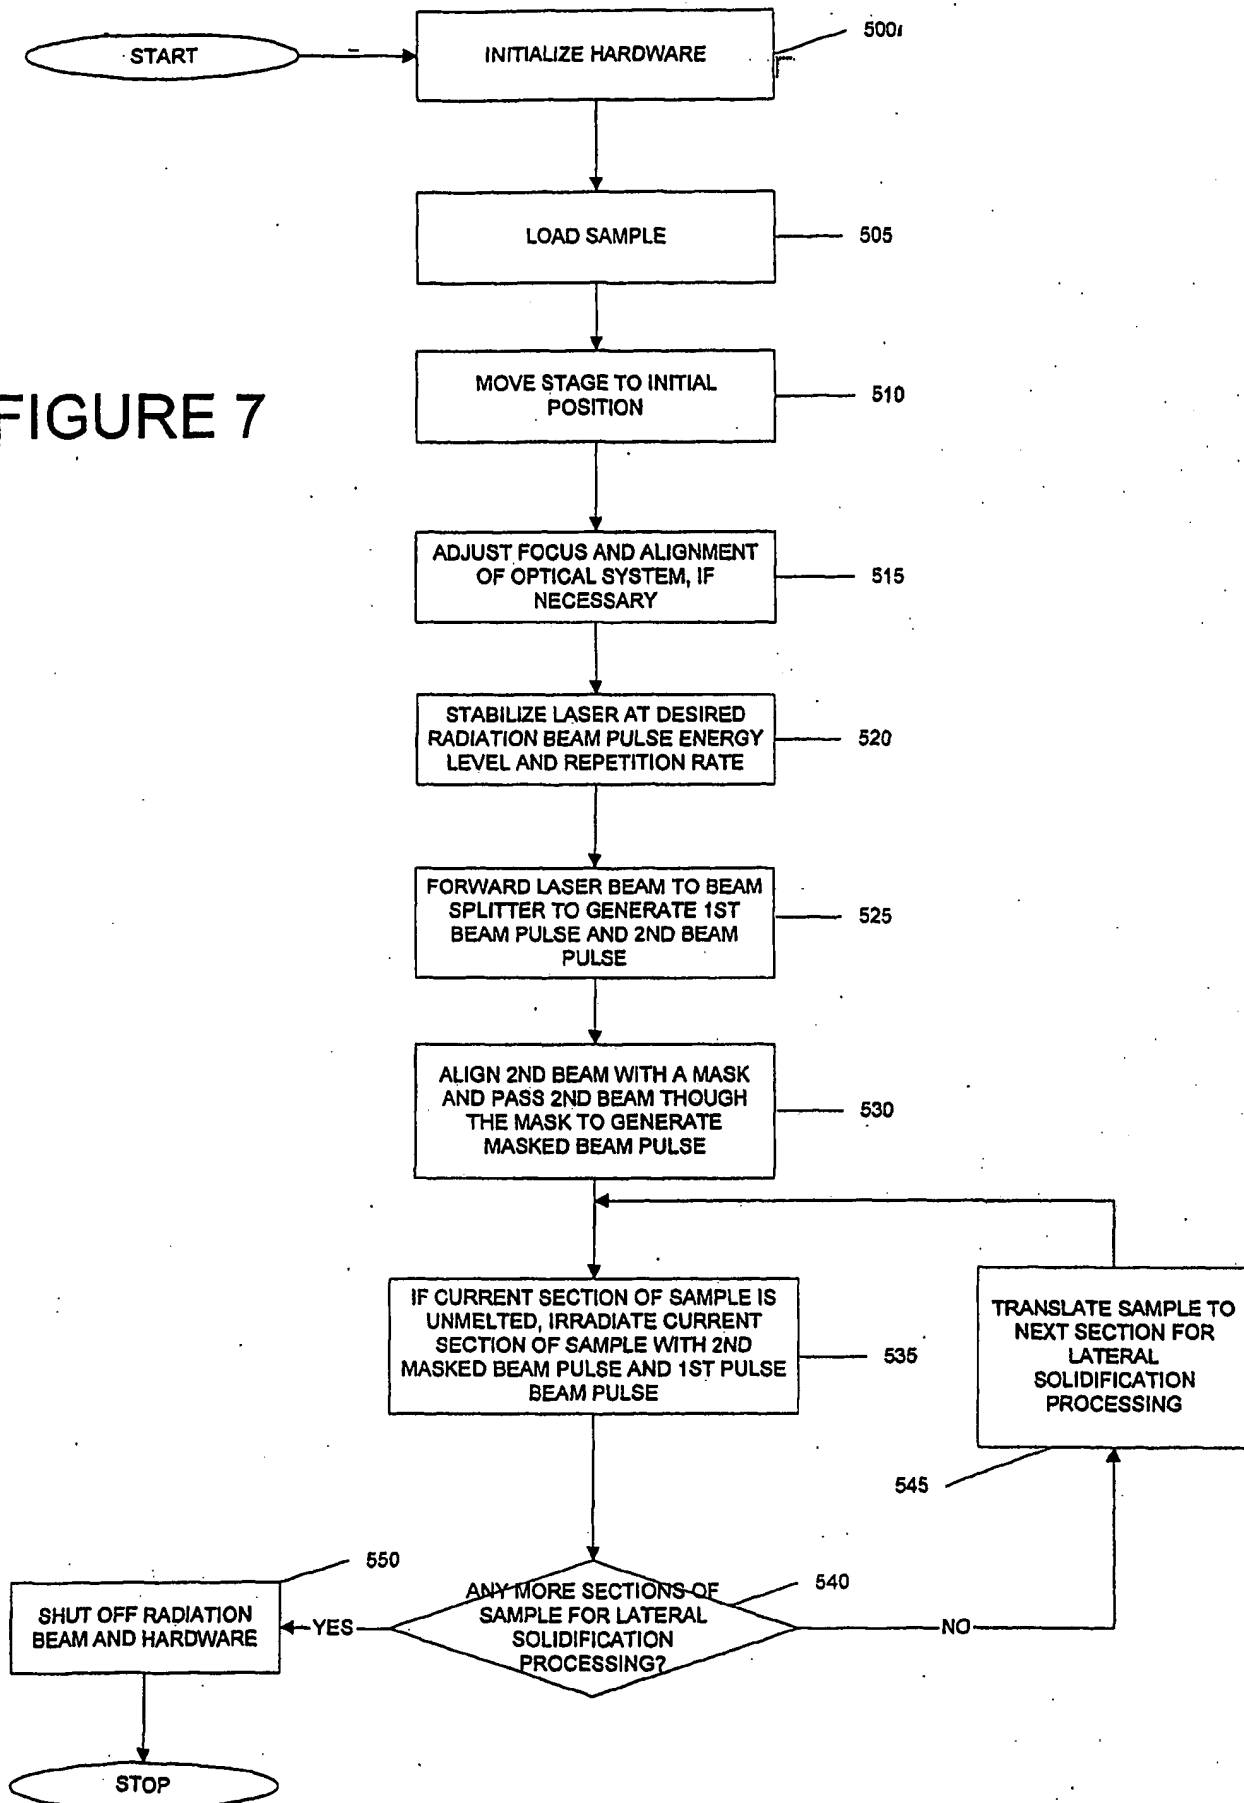 START
INITIALIZE HARDWARE
500
LOAD SAMPLE
505
MOVE STAGE TO INITIAL
POSITION
510
FIGURE 7
ADJUST FOCUS AND ALIGNMENT
OF OPTICAL SYSTEM, IF
NECESSARY
515
STABILIZE LASER AT DESIRED
RADIATION BEAM PULSE ENERGY
LEVEL AND REPETITION RATE
520
FORWARD LASER BEAM TO BEAM
SPLITTER TO GENERATE 1ST
BEAM PULSE AND 2ND BEAM
PULSE
525
ALIGN 2ND BEAM WITH A MASK
AND PASS 2ND BEAM THOUGH
THE MASK TO GENERATE
MASKED BEAM PULSE
530
IF CURRENT SECTION OF SAMPLE IS
UNMELTED, IRRADIATE CURRENT
SECTION OF SAMPLE WITH 2ND
MASKED BEAM PULSE AND 1ST PULSE
BEAM PULSE
535
TRANSLATE SAMPLE TO
NEXT SECTION FOR
LATERAL
SOLIDIFICATION
PROCESSING
545
ANY MORE SECTIONS OF
SAMPLE FOR LATERAL
SOLIDIFICATION
PROCESSING?
540
YES
NO
550
SHUT OFF RADIATION
BEAM AND HARDWARE
STOP